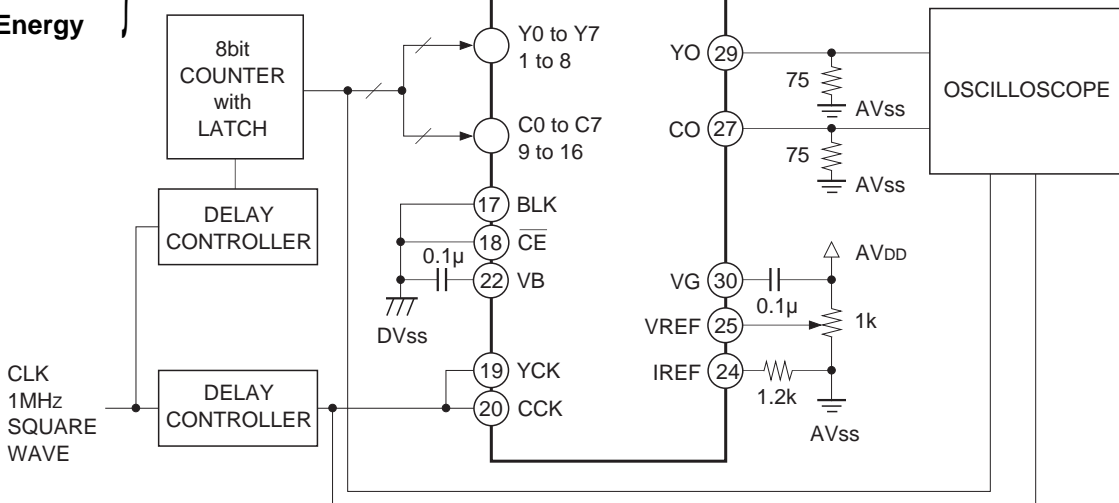 Energy
8bit
COUNTER
with
LATCH
Y0 to Y7
1 to 8
C0 to C7
9 to 16
YO 29
75
AVss
CO 27
75
AVss
OSCILLOSCOPE
DELAY
CONTROLLER
17 BLK
18 CE
0.1μ
22 VB
DVss
AVDD
VG 30
0.1μ
VREF 25
1k
IREF 24
1.2k
AVss
19 YCK
20 CCK
CLK
1MHz
SQUARE
WAVE
DELAY
CONTROLLER